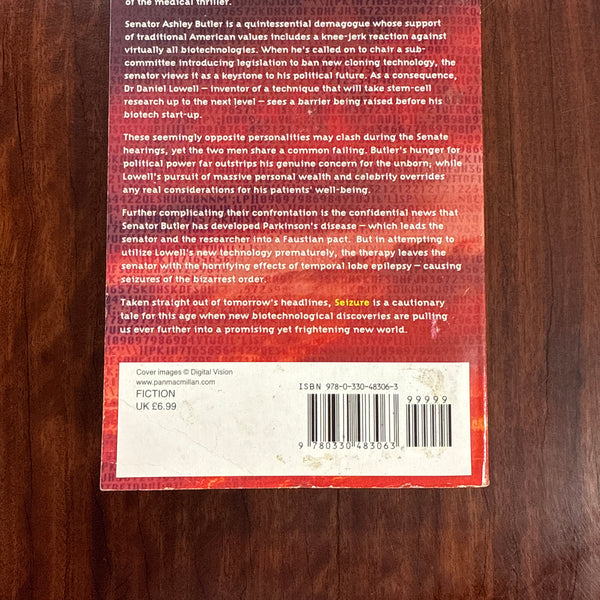 of the medical thriller.
Senator Ashley Butler is a quintessential demagogue whose support
of traditional American values includes a knee-jerk reaction against
virtually all biotechnologies. When he's called on to chair a sub-
committee introducing legislation to ban new cloning technology, the
senator views it as a keystone to his political future. As a consequence,
Dr Daniel Lowell – inventor of a technique that will take stem-cell
research up to the next level – sees a barrier being raised before his
biotech start-up.
These seemingly opposite personalities may clash during the Senate
hearings, yet the two men share a common failing. Butler's hunger for
political power far outstrips his genuine concern for the unborn; while
Lowell's pursuit of massive personal wealth and celebrity overrides
any real considerations for his patients' well-being.
Further complicating their confrontation is the confidential news that
Senator Butler has developed Parkinson's disease – which leads the
senator and the researcher into a Faustian pact. But in attempting to
utilize Lowell's new technology prematurely, the therapy leaves the
senator with the horrifying effects of temporal lobe epilepsy – causing
seizures of the bizarrest order.
Taken straight out of tomorrow's headlines, Seizure is a cautionary
tale for this age when new biotechnological discoveries are pulling
us ever further into a promising yet frightening new world.
Cover images © Digital Vision
www.panmacmillan.com
FICTION
UK £6.99
ISBN 978-0-330-48306-3
99999
9 780330 483063